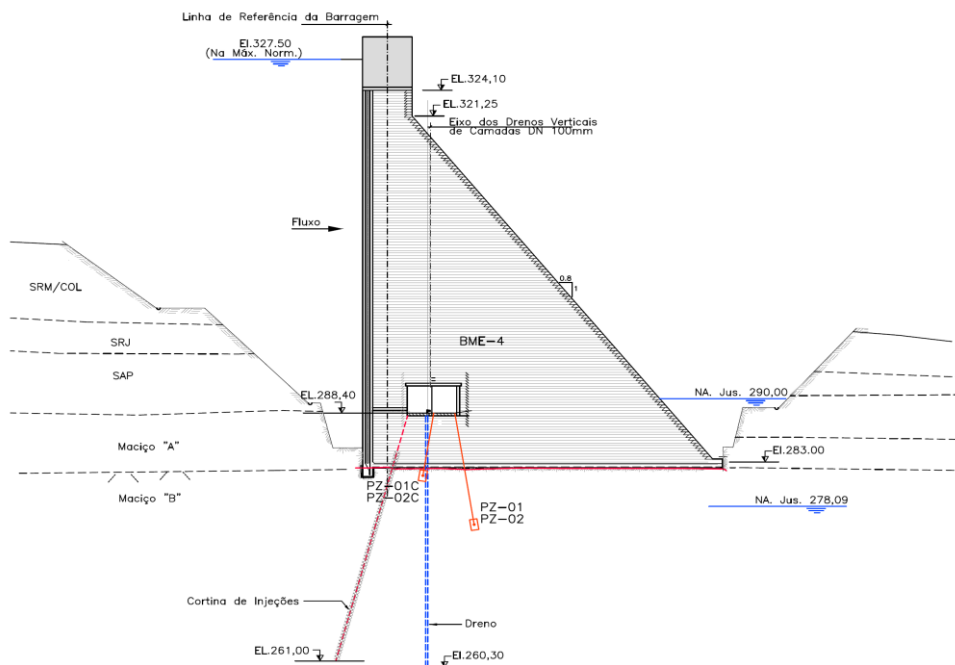 Linha de Referência da Barragem
El.327.50
(Na Máx. Norm.)
EL.324,10
EL.321,25
Eixo dos Drenos Verticais
de Camadas DN 100mm
Fluxo
SRM/COL
0.8
1
SRJ
BME-4
SAP
EL.288,40
NA. Jus. 290,00
Maciço "A"
El.283.00
Maciço "B"
PZ-01C
PZ-02C
PZ-01
PZ-02
NA. Jus. 278,09
Cortina de Injeções
Dreno
EL.261,00
El.260,30